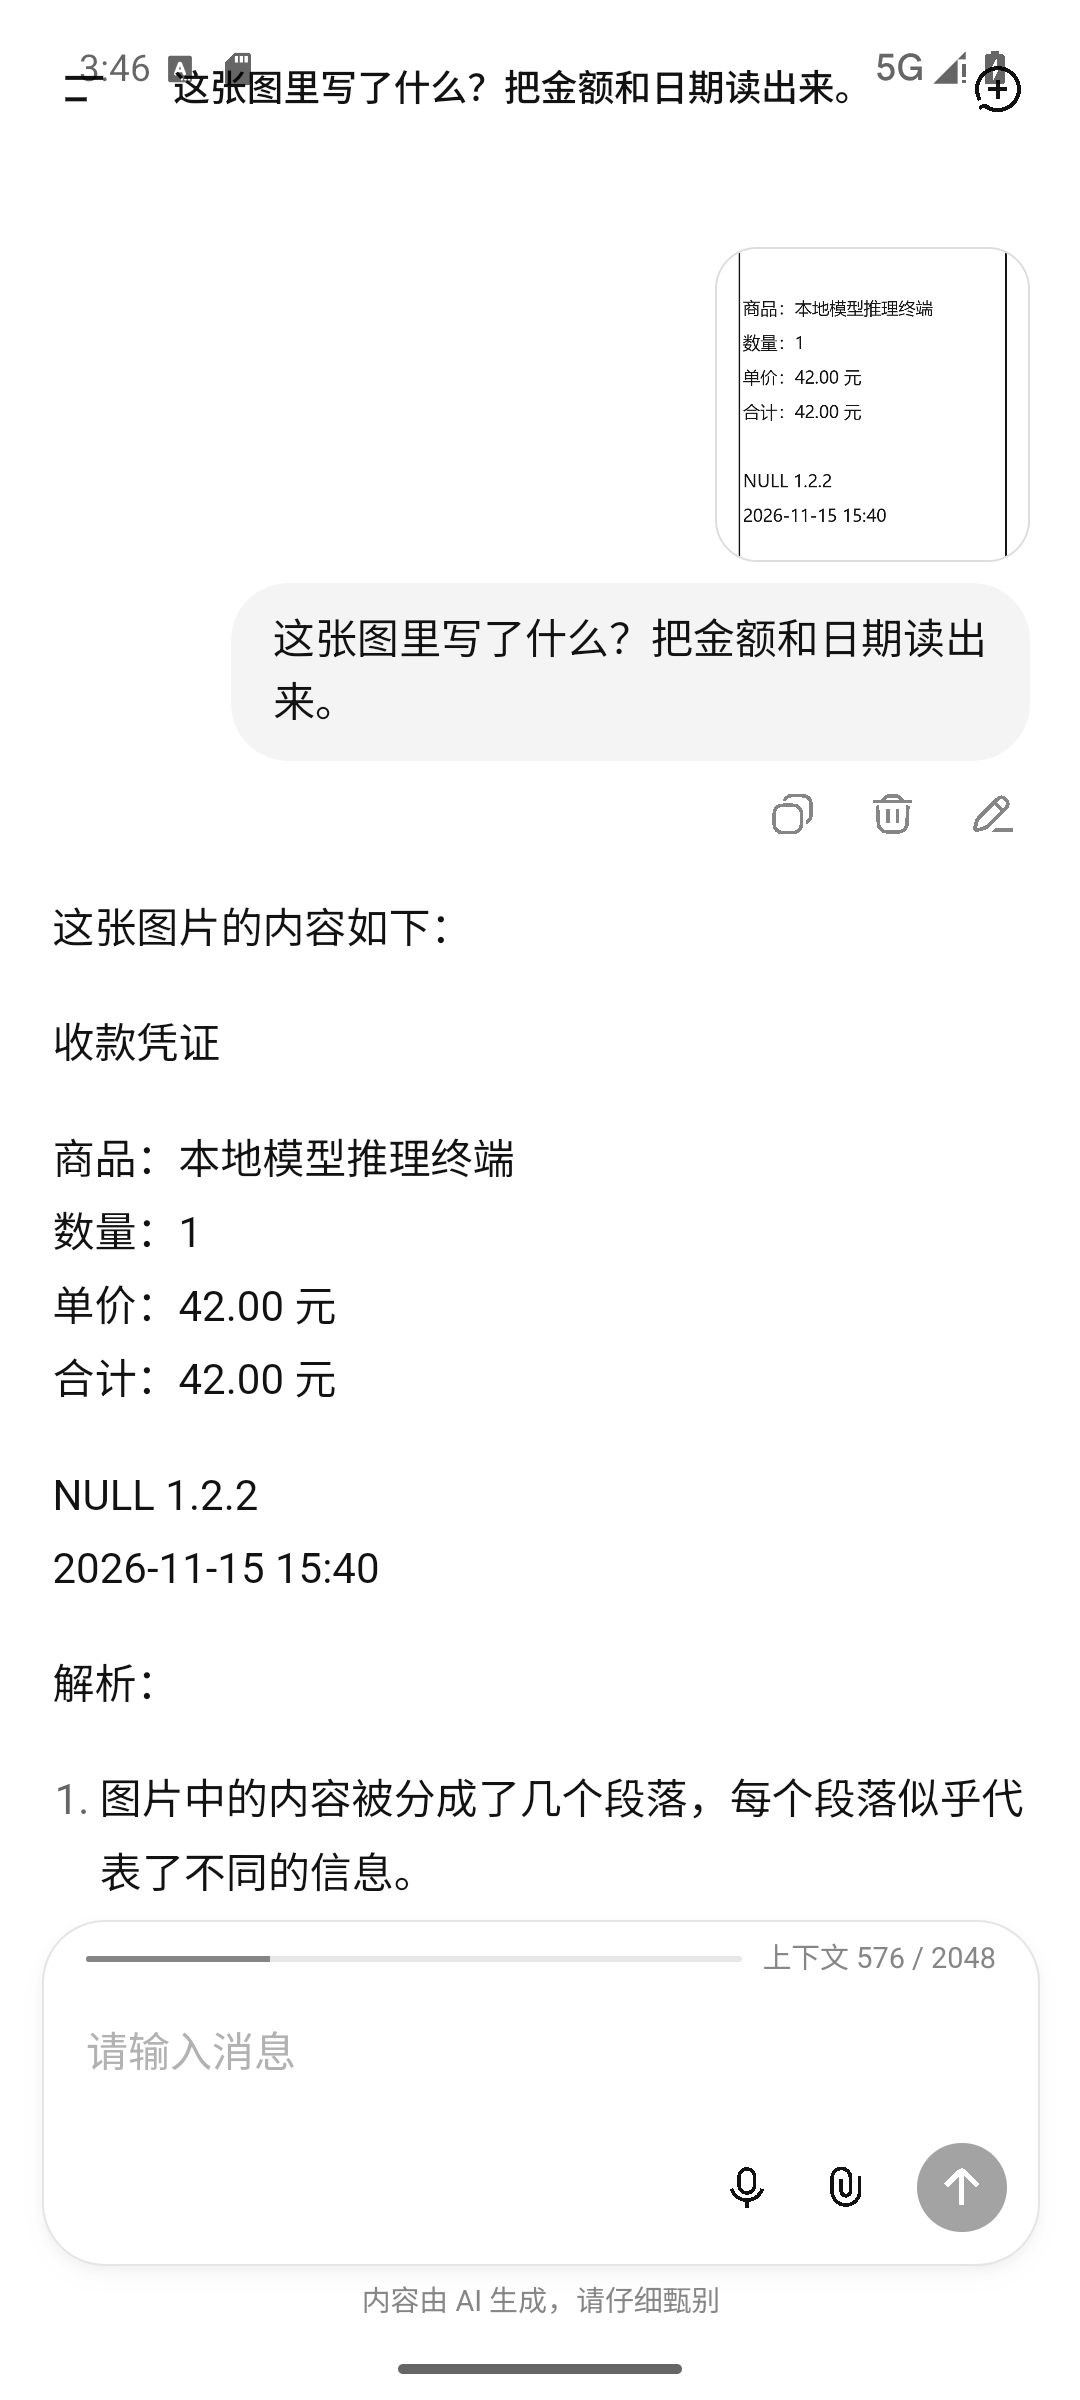 3:46
5G
这张图里写了什么？把金额和日期读出来。
商品：本地模型推理终端
数量：1
单价：42.00 元
合计：42.00 元
NULL 1.2.2
2026-11-15 15:40
这张图里写了什么？把金额和日期读出
来。
这张图片的内容如下：
收款凭证
商品：本地模型推理终端
数量：1
单价：42.00 元
合计：42.00 元
NULL 1.2.2
2026-11-15 15:40
解析：
1. 图片中的内容被分成了几个段落，每个段落似乎代
表了不同的信息。
上下文 576 / 2048
请输入消息
内容由 AI 生成，请仔细甄别